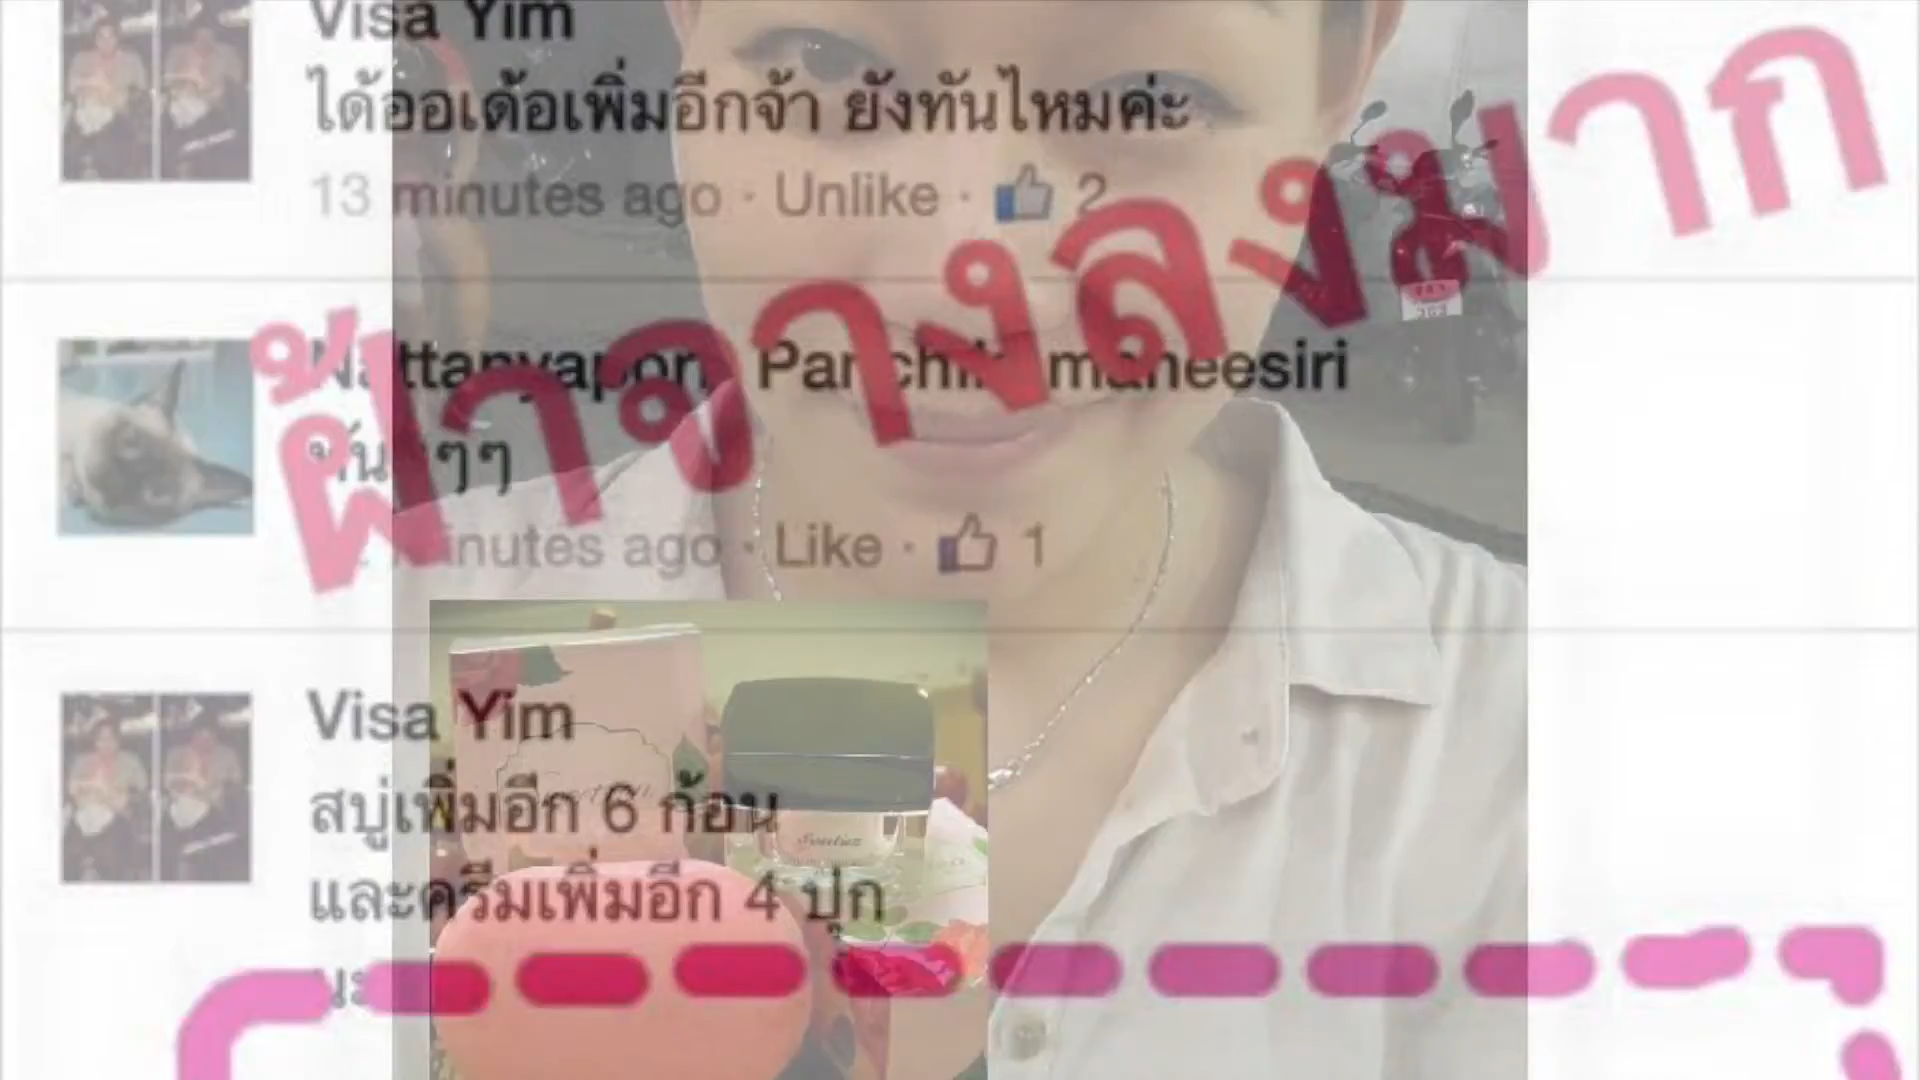 Visa Yim
ได้ออเด้อเพิ่มอีกจ้า ยังทันไหมค่ะ
13 minutes ago · Unlike · 2
ฝ้าจางลงมาก
minutes ago · Like · 1
Visa Yim
สบู่เพิ่มอีก 6 ก้อน
และครีมเพิ่มอีก 4 ปุก